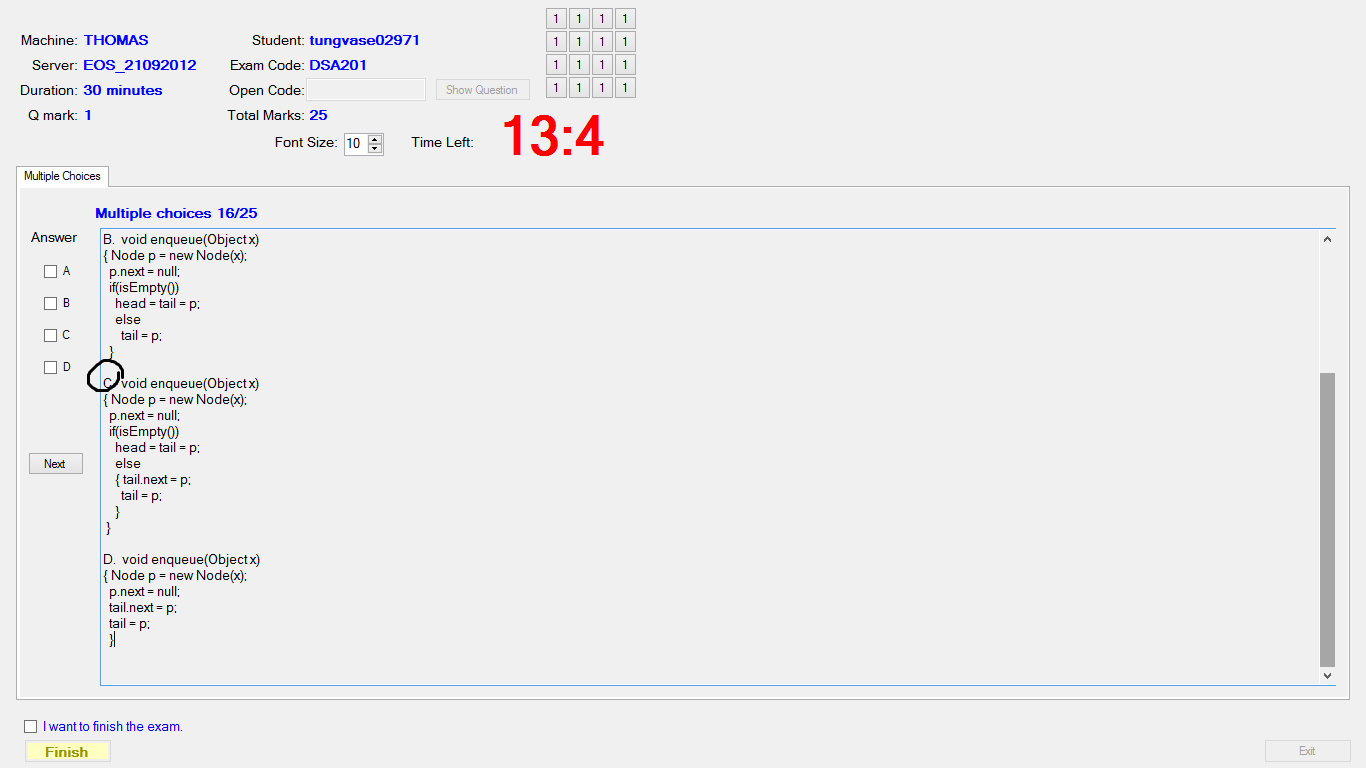 Machine: THOMAS
Student: tungvase02971
1 1 1 1
Server: EOS_21092012
Exam Code: DSA201
1 1 1 1
Duration: 30 minutes
Open Code:
Show Question
1 1 1 1
Q mark: 1
Total Marks: 25
1 1 1 1
Font Size: 10
Time Left: 13:4
Multiple Choices
Multiple choices 16/25
Answer
A
B
C
D
Next
B. void enqueue(Object x)
{ Node p = new Node(x);
p.next = null;
if(isEmpty())
head = tail = p;
else
tail = p;
}
C. void enqueue(Object x)
{ Node p = new Node(x);
p.next = null;
if(isEmpty())
head = tail = p;
else
{ tail.next = p;
tail = p;
}
}
D. void enqueue(Object x)
{ Node p = new Node(x);
p.next = null;
tail.next = p;
tail = p;
}
I want to finish the exam.
Finish
Exit